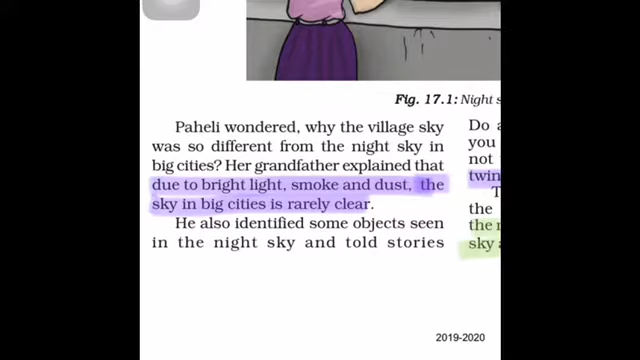 Fig. 17.1: Night s
Paheli wondered, why the village sky
was so different from the night sky in
big cities? Her grandfather explained that
due to bright light, smoke and dust, the
sky in big cities is rarely clear.
He also identified some objects seen
in the night sky and told stories
Do a
you
not
twin
T
the
the n
sky a
2019-2020